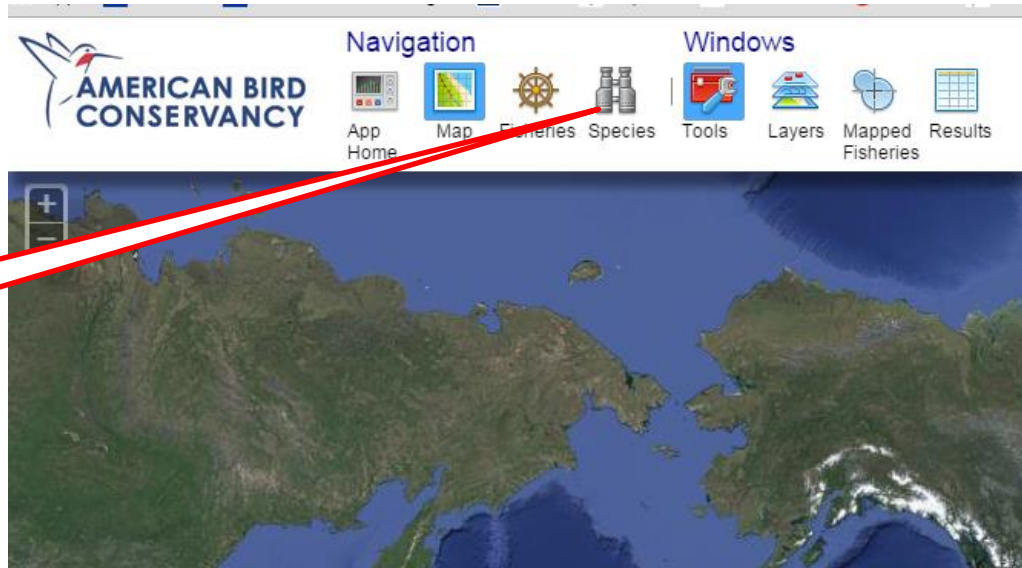 AMERICAN BIRD
CONSERVANCY
Navigation
Windows
App
Home
Map
Fisheries
Species
Tools
Layers
Mapped
Fisheries
Results
+
−